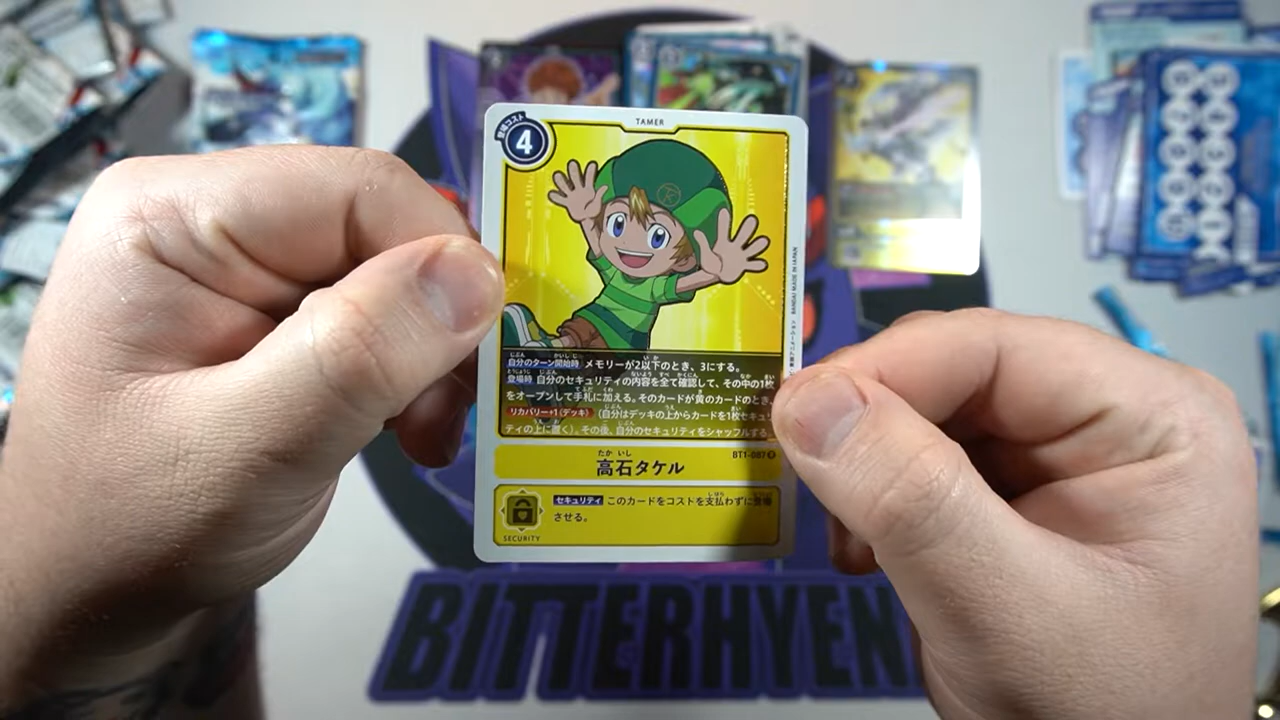 登場コスト
4
TAMER
自分のターン開始時 メモリーが2以下のとき、3にする。
登場時 自分のセキュリティの内容を全て確認して、その中の1枚
をオープンして手札に加える。そのカードが黄のカードのとき、
リカバリー+1《デッキ》 (自分はデッキの上からカードを1枚セキュリ
ティの上に置く)。その後、自分のセキュリティをシャッフルする。
BANDAI MADE IN JAPAN
BT1-087 R
たか いし
高石タケル
セキュリティ このカードをコストを支払わずに登場
させる。
SECURITY
BITTERHYEN